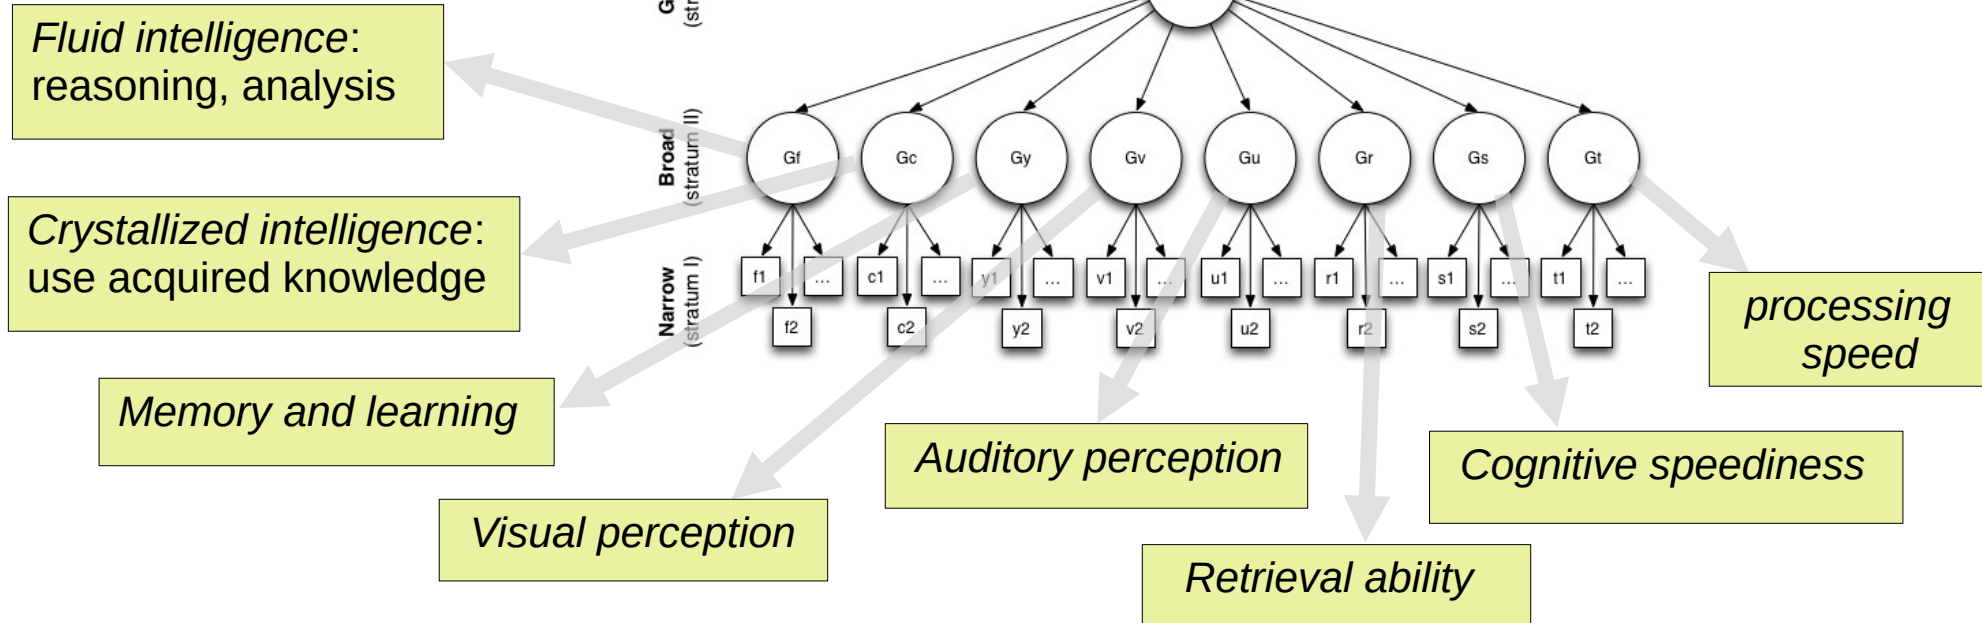 G
(str
Fluid intelligence:
reasoning, analysis
Broad
(stratum II)
Gf Gc Gy Gv Gu Gr Gs Gt
Crystallized intelligence:
use acquired knowledge
Narrow
(stratum I)
f1 ... c1 ... y1 ... v1 ... u1 ... r1 ... s1 ... t1 ...
f2 c2 y2 v2 u2 r2 s2 t2
processing
speed
Memory and learning
Auditory perception
Cognitive speediness
Visual perception
Retrieval ability